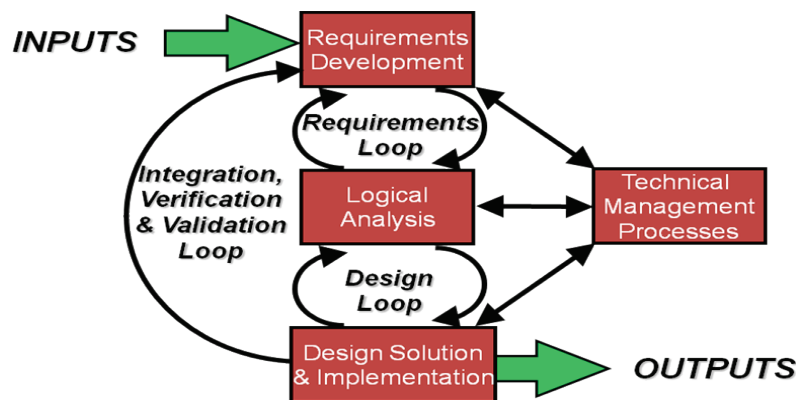 INPUTS
Requirements
Development
Requirements
Loop
Integration,
Verification
& Validation
Loop
Logical
Analysis
Technical
Management
Processes
Design
Loop
Design Solution
& Implementation
OUTPUTS